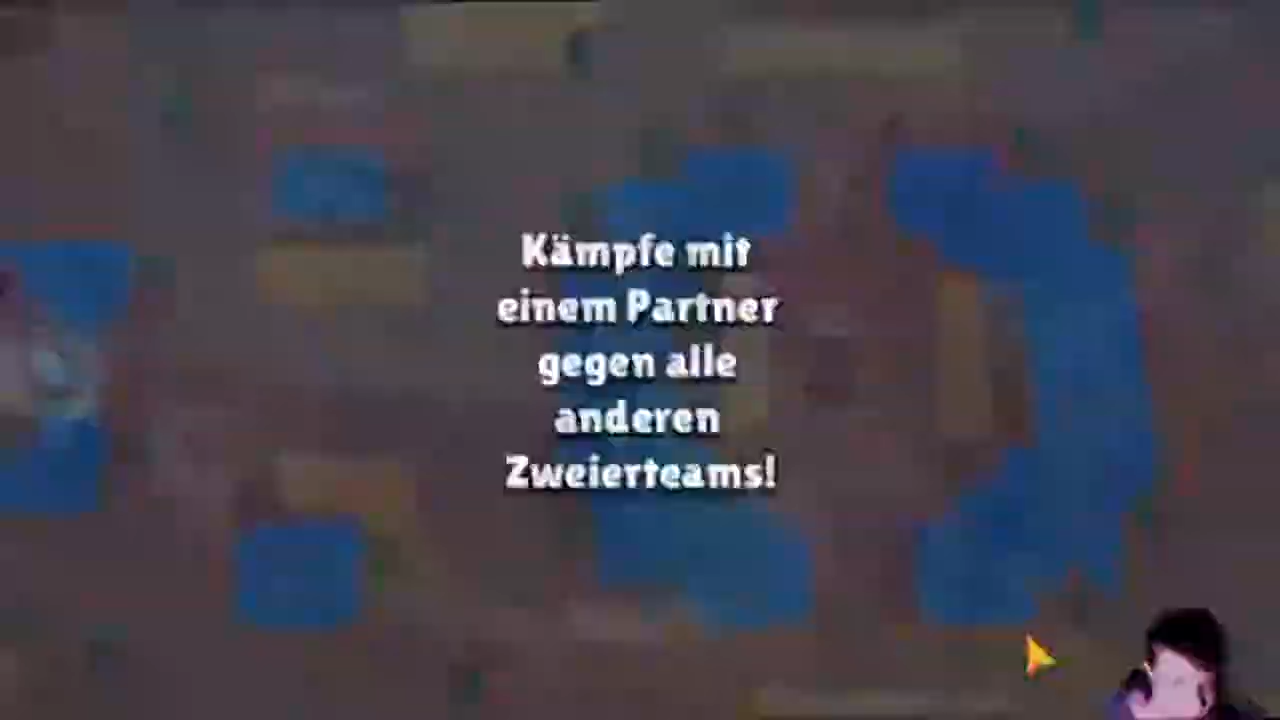 Kämpfe mit
einem Partner
gegen alle
anderen
Zweierteams!